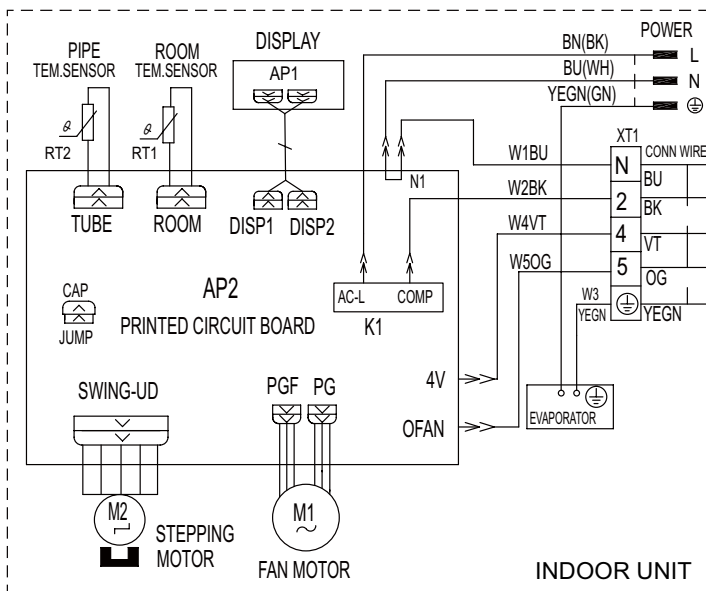 PIPE
TEM.SENSOR
ROOM
TEM.SENSOR
DISPLAY
AP1
POWER
BN(BK)
L
BU(WH)
N
YEGN(GN)
θ
RT2
θ
RT1
XT1
CONN WIRE
W1BU
N
BU
W2BK
2
BK
N1
TUBE
ROOM
DISP1
DISP2
W4VT
4
VT
W5OG
5
OG
CAP
JUMP
AP2
PRINTED CIRCUIT BOARD
AC-L
COMP
K1
W3
YEGN
YEGN
SWING-UD
PGF
PG
4V
OFAN
EVAPORATOR
M2
STEPPING
MOTOR
M1
FAN MOTOR
INDOOR UNIT